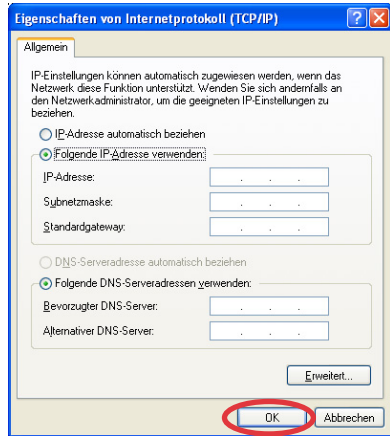 Eigenschaften von Internetprotokoll (TCP/IP)
Allgemein
IP-Einstellungen können automatisch zugewiesen werden, wenn das
Netzwerk diese Funktion unterstützt. Wenden Sie sich andernfalls an
den Netzwerkadministrator, um die geeigneten IP-Einstellungen zu
beziehen.
IP-Adresse automatisch beziehen
Folgende IP-Adresse verwenden:
IP-Adresse:
Subnetzmaske:
Standardgateway:
DNS-Serveradresse automatisch beziehen
Folgende DNS-Serveradressen verwenden:
Bevorzugter DNS-Server:
Alternativer DNS-Server:
Erweitert...
OK Abbrechen